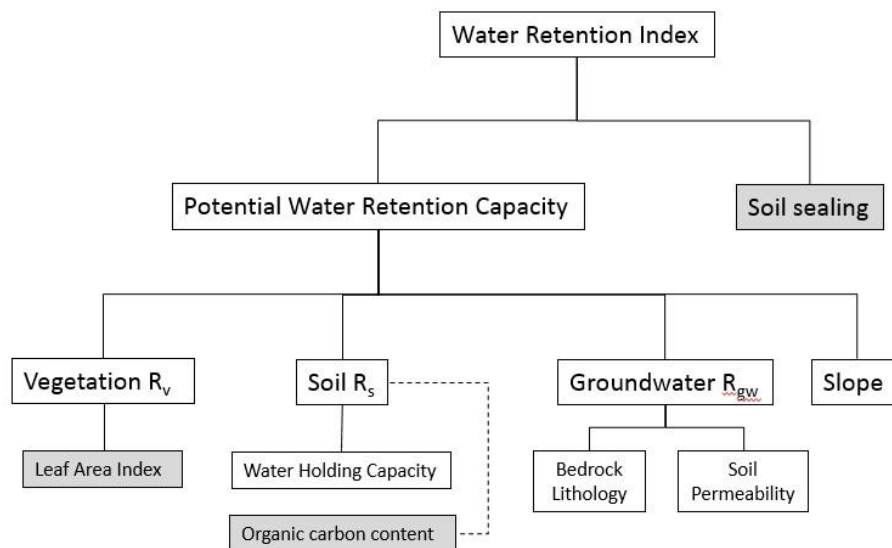 Water Retention Index
Potential Water Retention Capacity
Soil sealing
Vegetation Rv
Soil Rs
Groundwater Rgw
Slope
Leaf Area Index
Water Holding Capacity
Bedrock
Lithology
Soil
Permeability
Organic carbon content